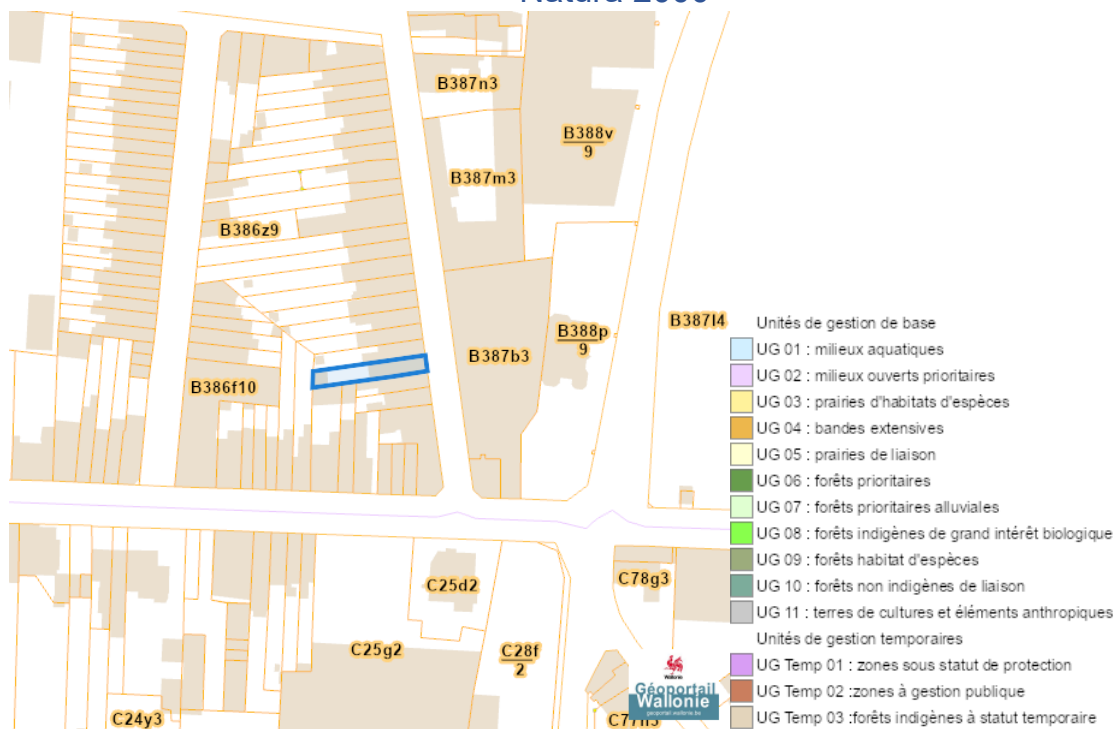 Natura 2000
B387n3
B388v
9
B387m3
B386z9
B388p
9
B387l4
B387b3
B386f10
C25d2
C78g3
C25g2
C28f
2
C24y3
Wallonie
Géoportail
Wallonie
geoportail.wallonie.be
Unités de gestion de base
UG 01 : milieux aquatiques
UG 02 : milieux ouverts prioritaires
UG 03 : prairies d'habitats d'espèces
UG 04 : bandes extensives
UG 05 : prairies de liaison
UG 06 : forêts prioritaires
UG 07 : forêts prioritaires alluviales
UG 08 : forêts indigènes de grand intérêt biologique
UG 09 : forêts habitat d'espèces
UG 10 : forêts non indigènes de liaison
UG 11 : terres de cultures et éléments anthropiques
Unités de gestion temporaires
UG Temp 01 : zones sous statut de protection
UG Temp 02 :zones à gestion publique
UG Temp 03 :forêts indigènes à statut temporaire